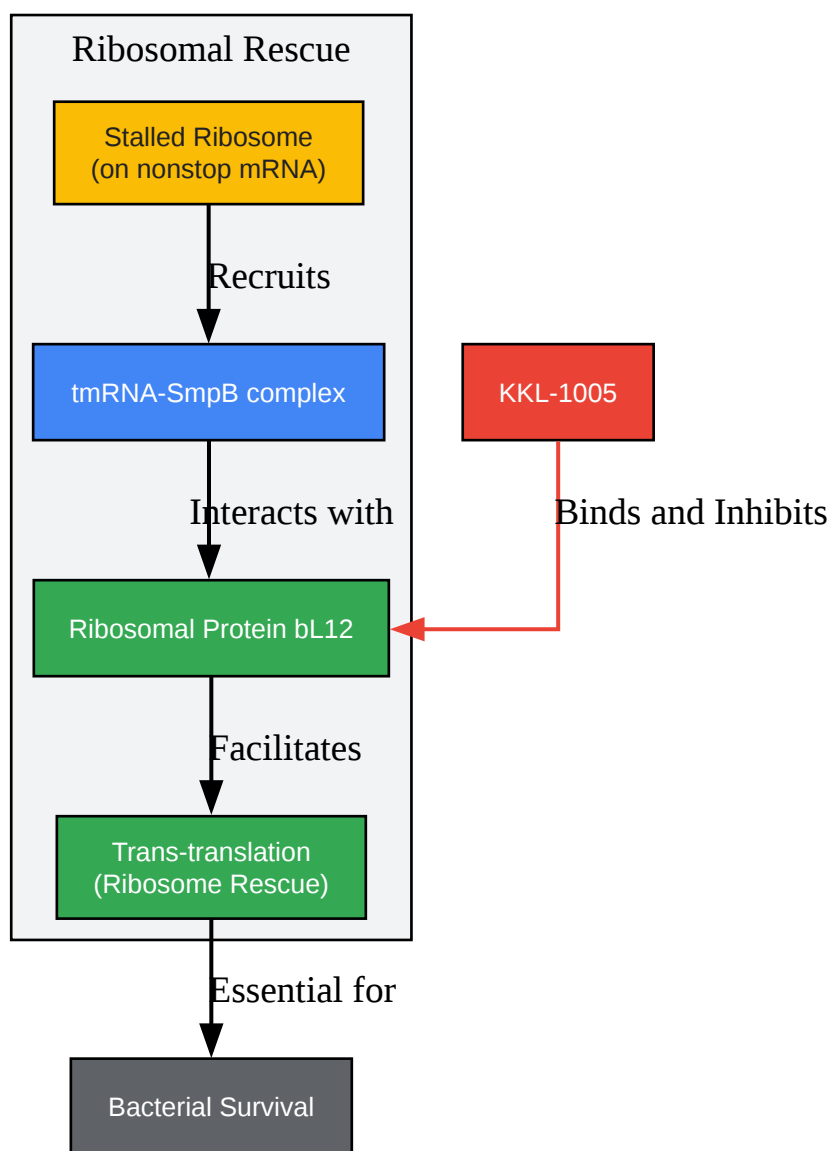 Ribosomal Rescue
Stalled Ribosome
(on nonstop mRNA)
Recruits
tmRNA-SmpB complex
KKL-1005
Interacts with
Binds and Inhibits
Ribosomal Protein bL12
Facilitates
Trans-translation
(Ribosome Rescue)
Essential for
Bacterial Survival